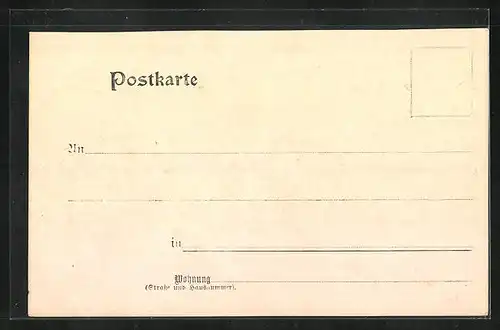 Postkarte
An
in
Wohnung
(Straße und Hausnummer).